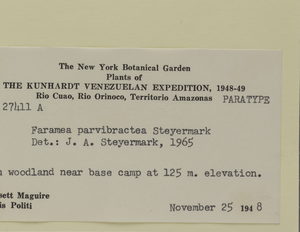 The New York Botanical Garden
Plants of
THE KUNHARDT VENEZUELAN EXPEDITION, 1948-49
Rio Cuao, Rio Orinoco, Territorio Amazonas PARATYPE
27411 A
Faramea parvibractea Steyermark
Det.: J. A. Steyermark, 1965
woodland near base camp at 125 m. elevation.
sett Maguire
is Politi
November 25 1948